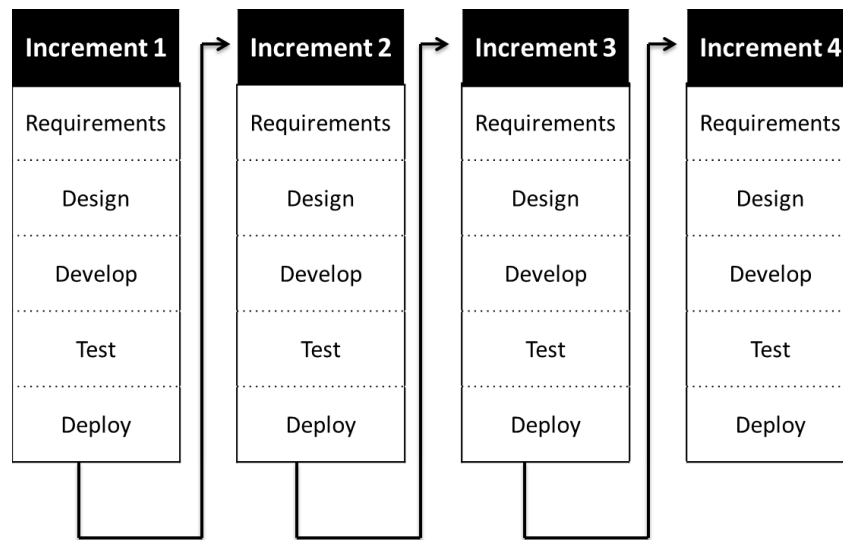 Increment 1
Requirements
Design
Develop
Test
Deploy
Increment 2
Requirements
Design
Develop
Test
Deploy
Increment 3
Requirements
Design
Develop
Test
Deploy
Increment 4
Requirements
Design
Develop
Test
Deploy